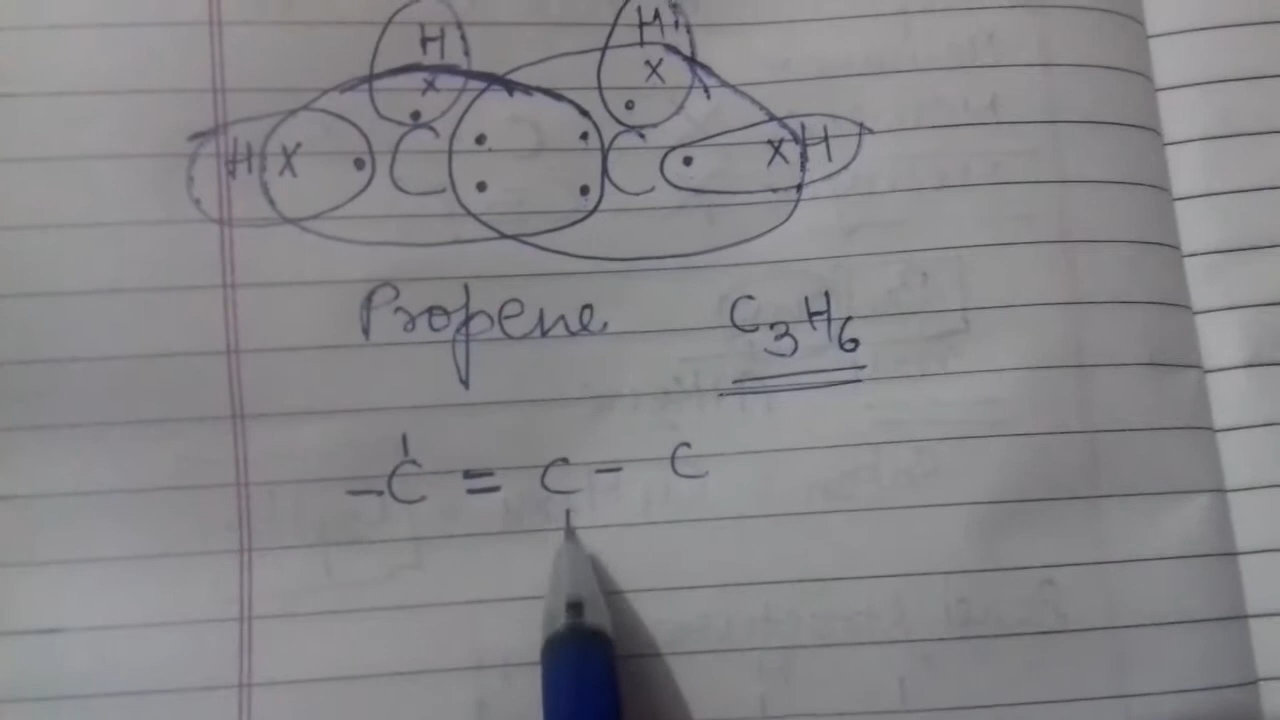 H H
H X • X • C • • • • C • X • X H
Propene C₃H₆
-C = C - C